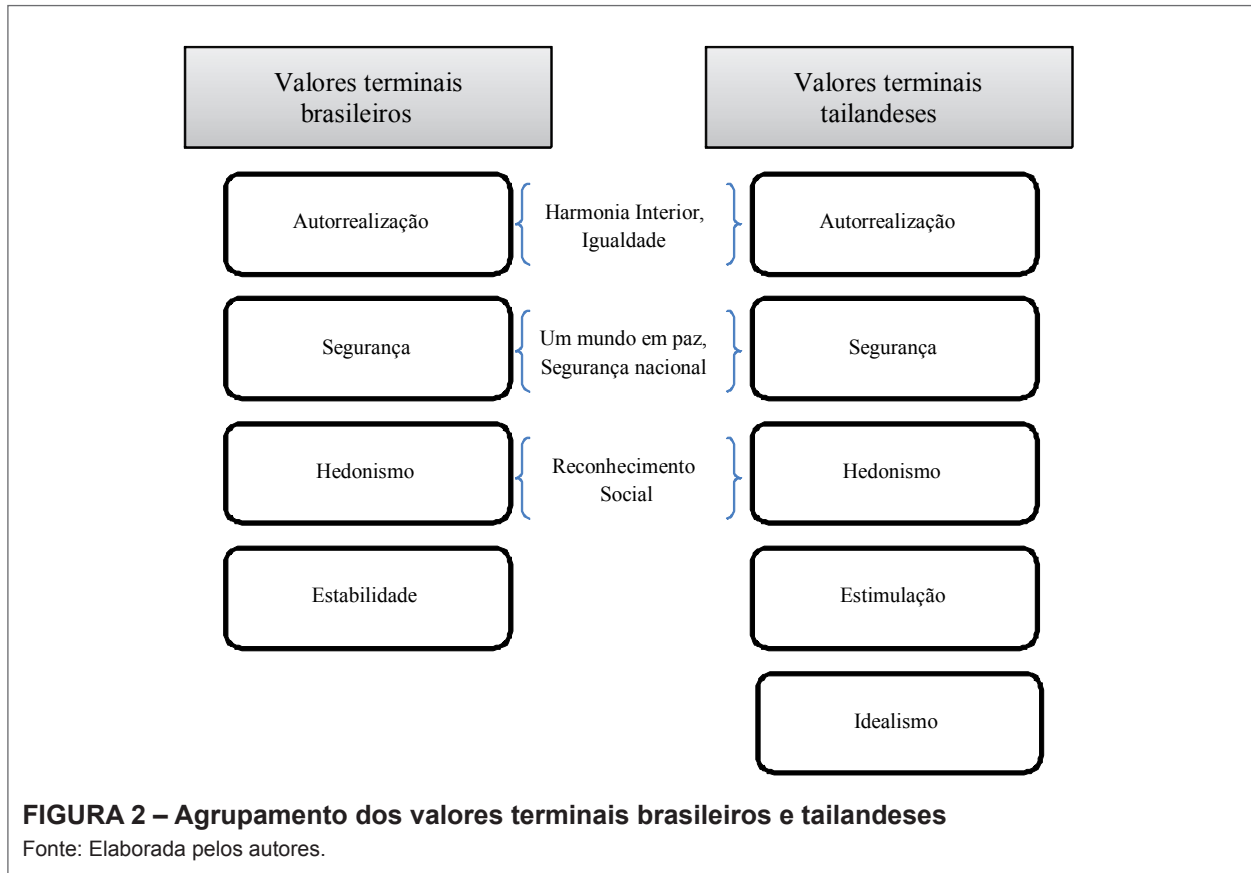 Valores terminais
brasileiros
Valores terminais
tailandeses
Autorrealização
Harmonia Interior,
Igualdade
Autorrealização
Segurança
Um mundo em paz,
Segurança nacional
Segurança
Hedonismo
Reconhecimento
Social
Hedonismo
Estabilidade
Estimulação
Idealismo
FIGURA 2 – Agrupamento dos valores terminais brasileiros e tailandeses
Fonte: Elaborada pelos autores.